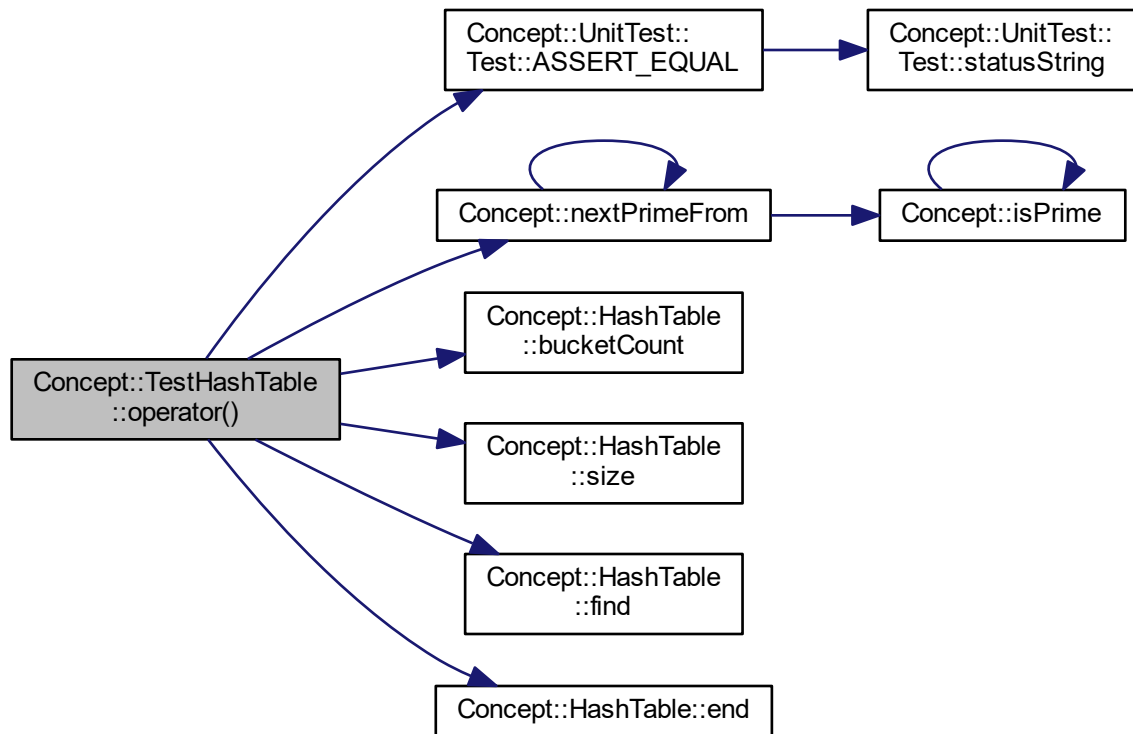 Concept::UnitTest::
Test::ASSERT_EQUAL
Concept::UnitTest::
Test::statusString
Concept::nextPrimeFrom
Concept::isPrime
Concept::HashTable
::bucketCount
Concept::TestHashTable
::operator()
Concept::HashTable
::size
Concept::HashTable
::find
Concept::HashTable::end